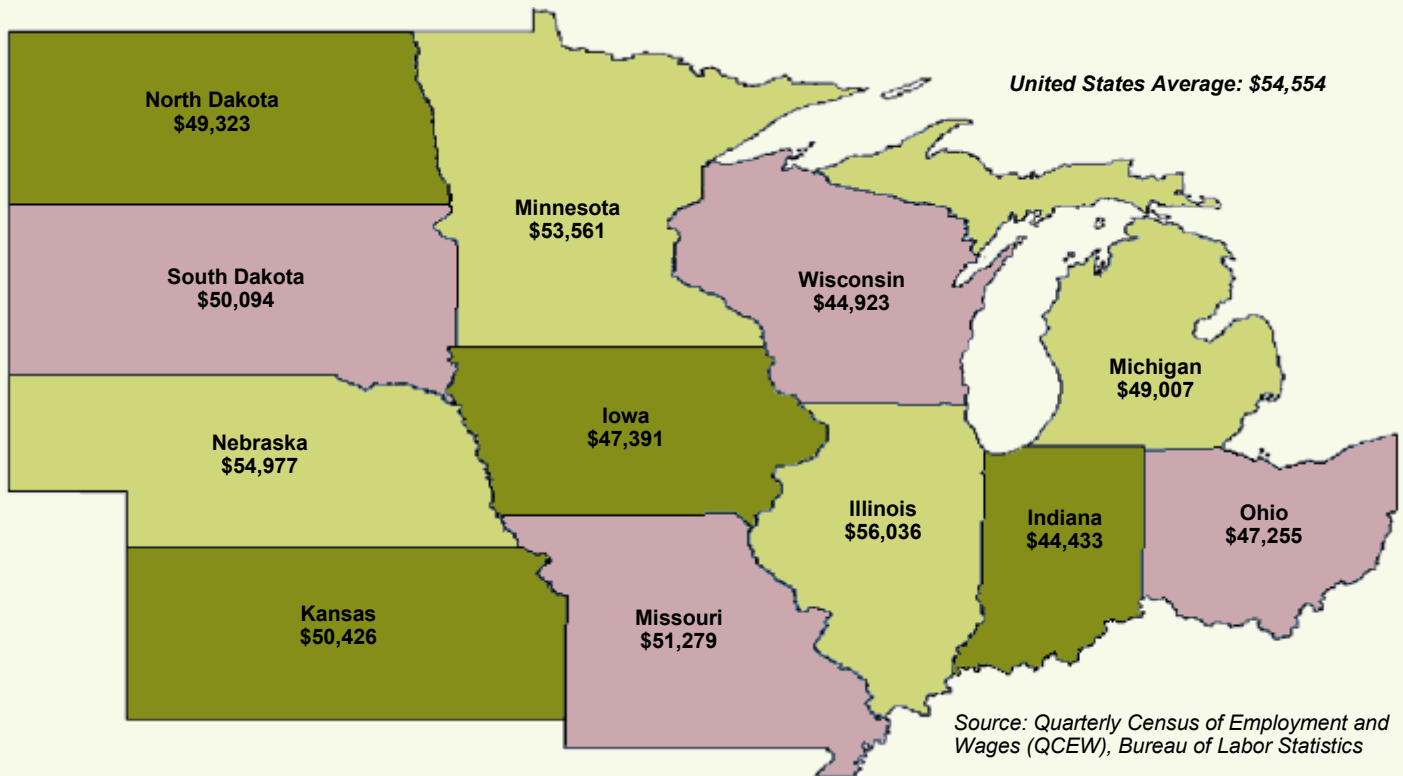 North Dakota
$49,323
United States Average: $54,554
Minnesota
$53,561
South Dakota
$50,094
Wisconsin
$44,923
Michigan
$49,007
Nebraska
$54,977
Iowa
$47,391
Illinois
$56,036
Indiana
$44,433
Ohio
$47,255
Kansas
$50,426
Missouri
$51,279
Source: Quarterly Census of Employment and
Wages (QCEW), Bureau of Labor Statistics